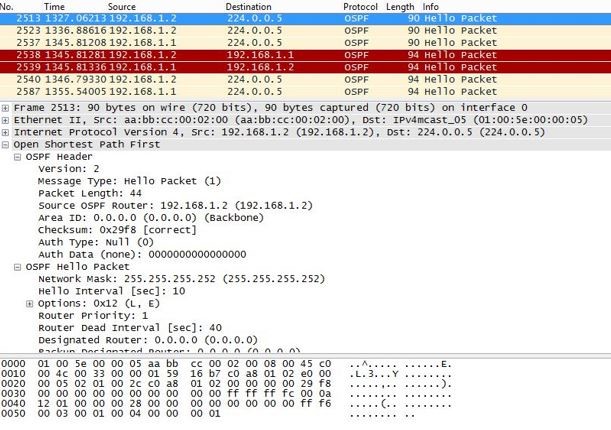 No. Time Source Destination Protocol Length Info
2513 1327.06213 192.168.1.2 224.0.0.5 OSPF 90 Hello Packet
2523 1336.88616 192.168.1.2 224.0.0.5 OSPF 90 Hello Packet
2537 1345.81208 192.168.1.1 224.0.0.5 OSPF 90 Hello Packet
2538 1345.81281 192.168.1.2 192.168.1.1 OSPF 94 Hello Packet
2539 1345.81336 192.168.1.1 192.168.1.2 OSPF 94 Hello Packet
2540 1346.79330 192.168.1.2 224.0.0.5 OSPF 94 Hello Packet
2587 1355.54005 192.168.1.1 224.0.0.5 OSPF 94 Hello Packet
Frame 2513: 90 bytes on wire (720 bits), 90 bytes captured (720 bits) on interface 0
Ethernet II, Src: aa:bb:cc:00:02:00 (aa:bb:cc:00:02:00), Dst: IPv4mcast_05 (01:00:5e:00:00:05)
Internet Protocol Version 4, Src: 192.168.1.2 (192.168.1.2), Dst: 224.0.0.5 (224.0.0.5)
Open Shortest Path First
OSPF Header
Version: 2
Message Type: Hello Packet (1)
Packet Length: 44
Source OSPF Router: 192.168.1.2 (192.168.1.2)
Area ID: 0.0.0.0 (0.0.0.0) (Backbone)
Checksum: 0x29f8 [correct]
Auth Type: Null (0)
Auth Data (none): 0000000000000000
OSPF Hello Packet
Network Mask: 255.255.255.252 (255.255.255.252)
Hello Interval [sec]: 10
Options: 0x12 (L, E)
Router Priority: 1
Router Dead Interval [sec]: 40
Designated Router: 0.0.0.0 (0.0.0.0)
Backup Designated Router: 0.0.0.0 (0.0.0.0)
0000 01 00 5e 00 00 05 aa bb cc 00 02 00 08 00 45 c0 ..^..... ......E.
0010 00 4c 00 33 00 00 01 59 16 b7 c0 a8 01 02 e0 00 .L.3...Y ........
0020 00 05 02 01 00 2c c0 a8 01 02 00 00 00 00 29 f8 .....,.. ......).
0030 00 00 00 00 00 00 00 00 00 00 ff ff ff fc 00 0a ........ ........
0040 12 01 00 00 00 28 00 00 00 00 00 00 00 00 ff f6 .....(.. ........
0050 00 03 00 01 00 04 00 00 00 01 ........ ..